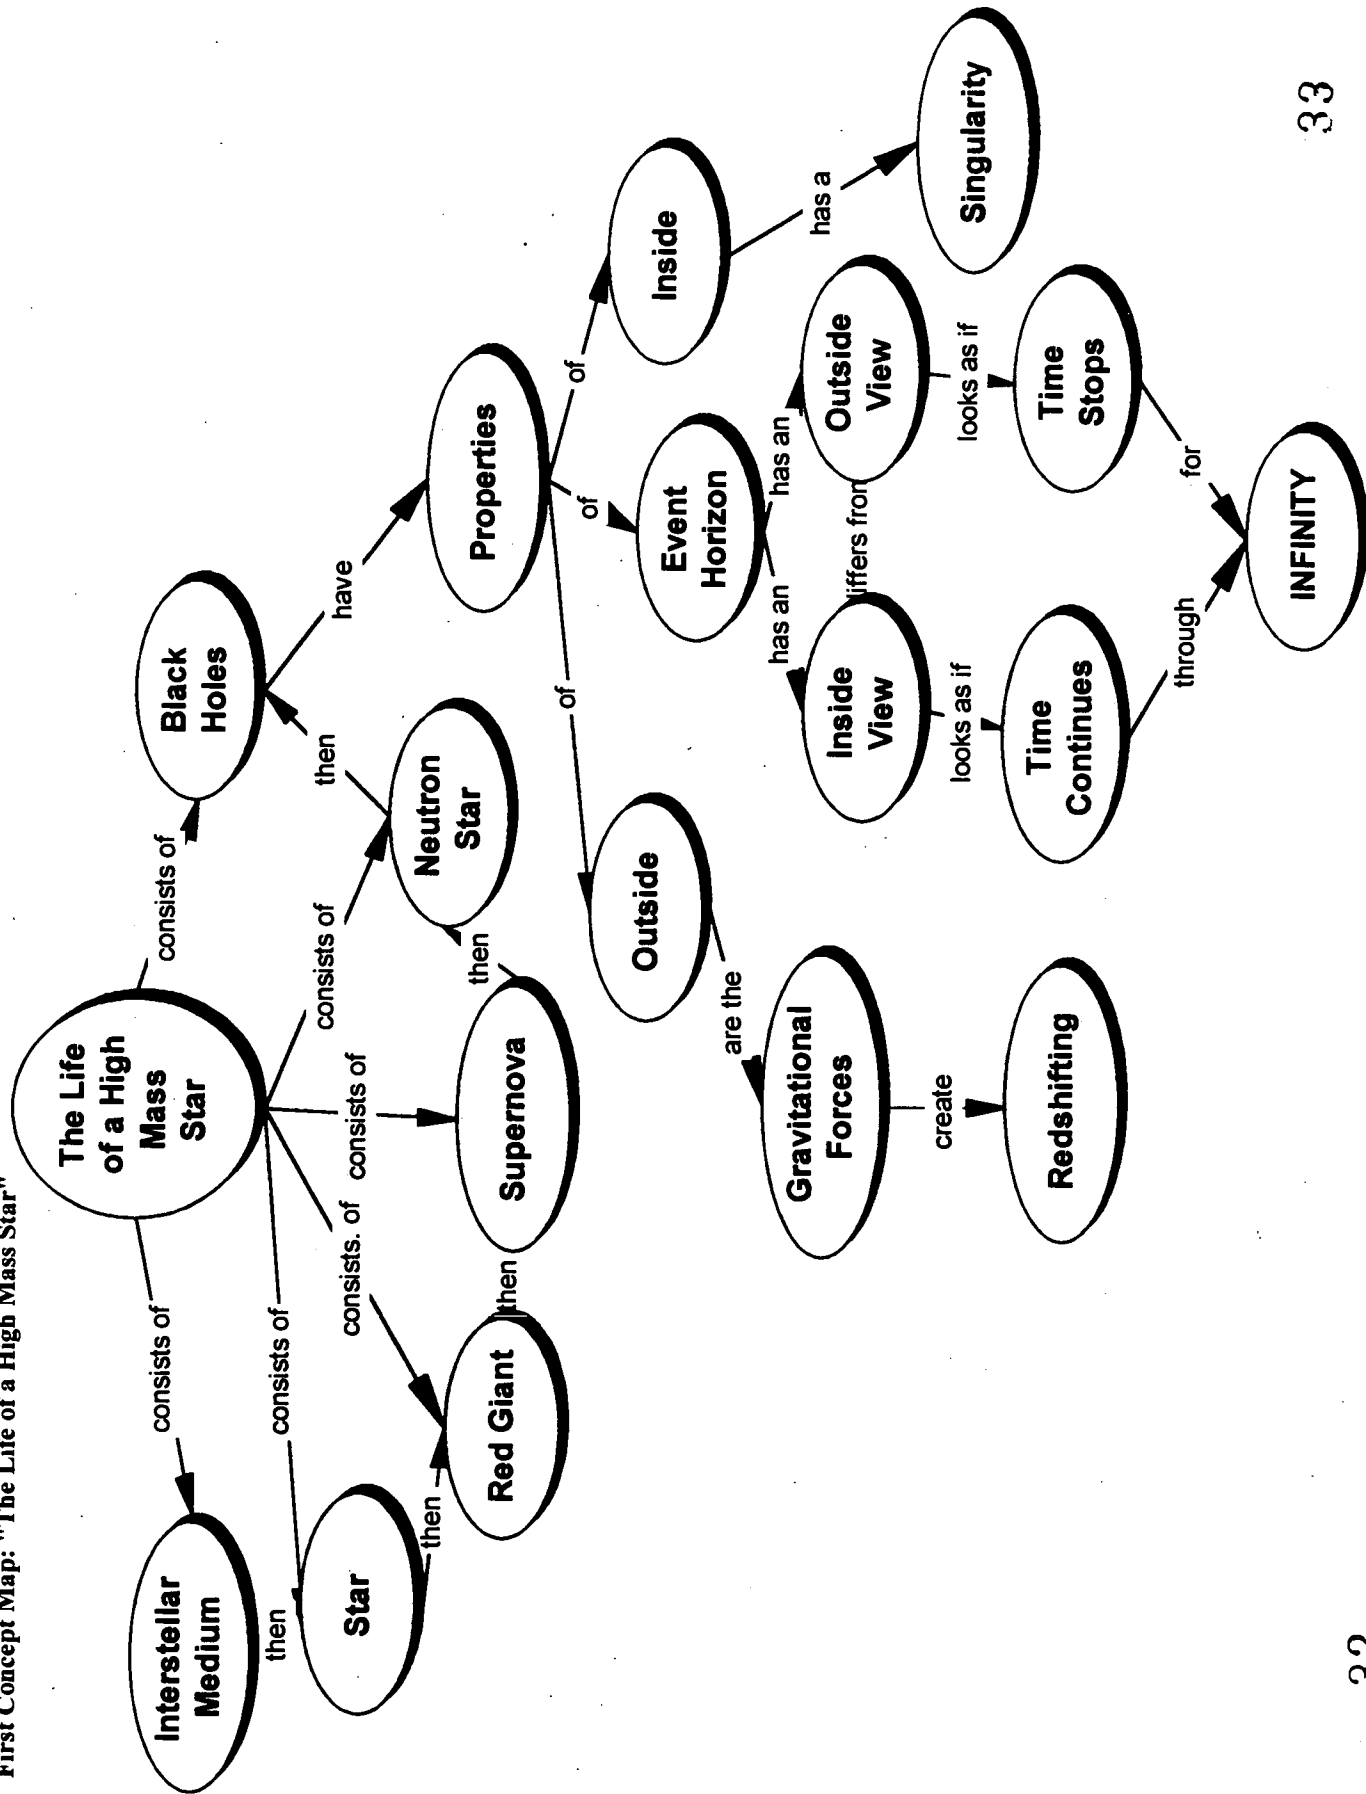 First Concept Map: "The Life of a High Mass Star"
The Life
of a High
Mass
Star
consists of
consists of
consists. of
consists of
consists of
consists of
Interstellar
Medium
then
Star
then
Red Giant
then
Supernova
then
Neutron
Star
then
Black
Holes
have
Properties
of
of
of
Outside
are the
Gravitational
Forces
create
Redshifting
Event
Horizon
has an
has an
Inside
View
differs from
Outside
View
looks as if
looks as if
Time
Continues
Time
Stops
through
for
INFINITY
Inside
has a
Singularity
32
33